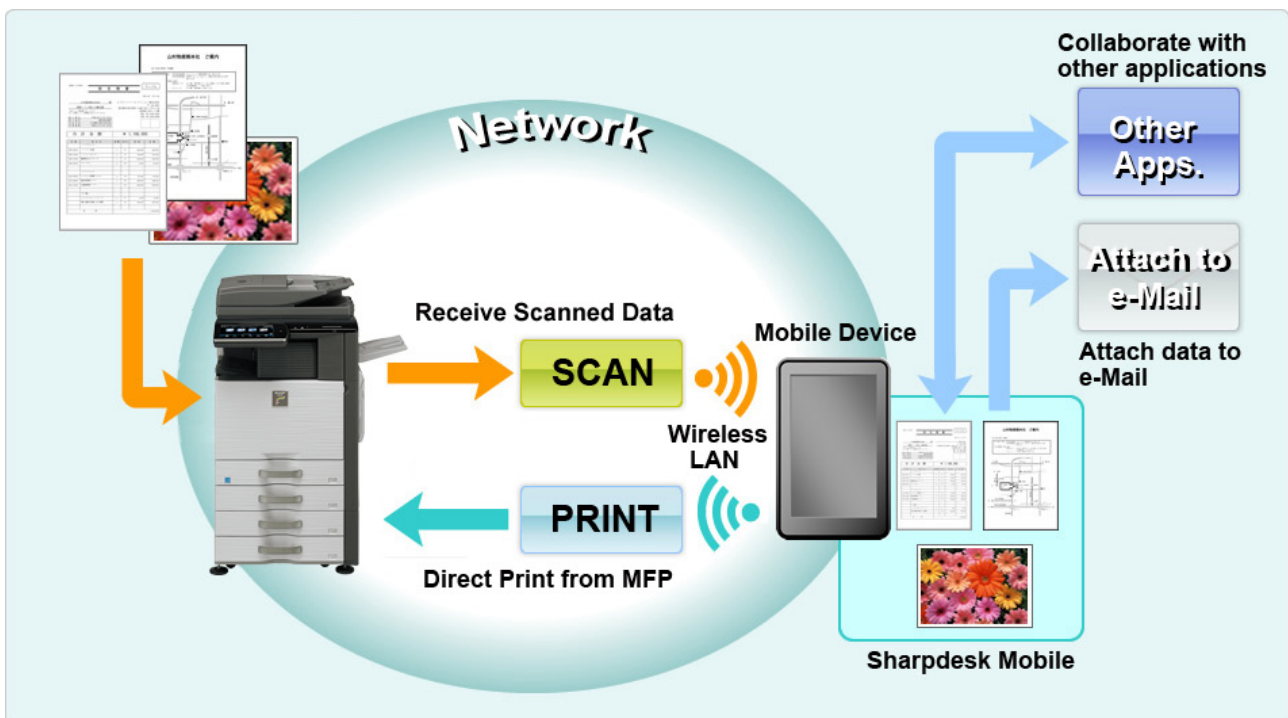 Collaborate with
other applications
Network
Other
Apps.
Attach to
e-Mail
Attach data to
e-Mail
Receive Scanned Data
SCAN
Mobile Device
Wireless
LAN
PRINT
Direct Print from MFP
Sharpdesk Mobile